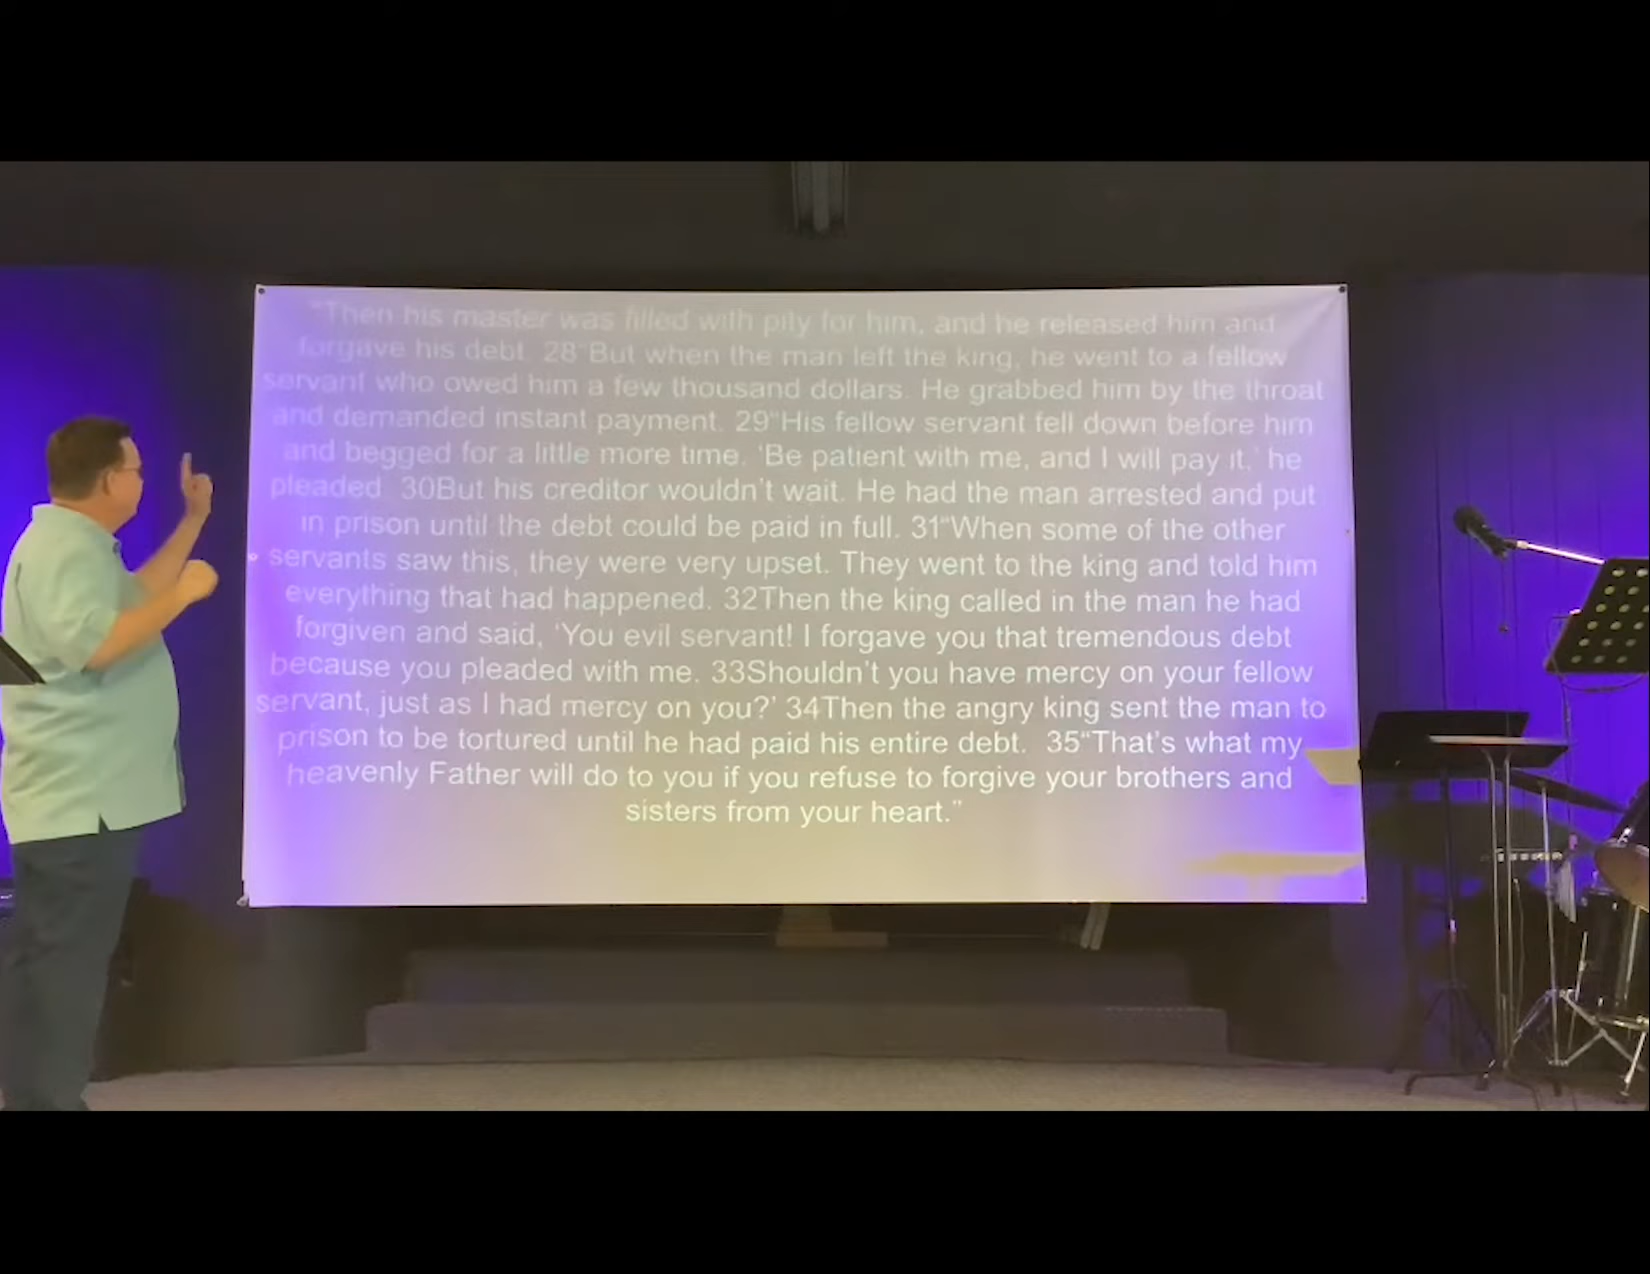 "Then his master was filled with pity for him, and he released him and
forgave his debt. 28"But when the man left the king, he went to a fellow
servant who owed him a few thousand dollars. He grabbed him by the throat
and demanded instant payment. 29"His fellow servant fell down before him
and begged for a little more time. 'Be patient with me, and I will pay it,' he
pleaded. 30But his creditor wouldn't wait. He had the man arrested and put
in prison until the debt could be paid in full. 31"When some of the other
servants saw this, they were very upset. They went to the king and told him
everything that had happened. 32Then the king called in the man he had
forgiven and said, 'You evil servant! I forgave you that tremendous debt
because you pleaded with me. 33Shouldn't you have mercy on your fellow
servant, just as I had mercy on you?' 34Then the angry king sent the man to
prison to be tortured until he had paid his entire debt. 35"That's what my
heavenly Father will do to you if you refuse to forgive your brothers and
sisters from your heart."